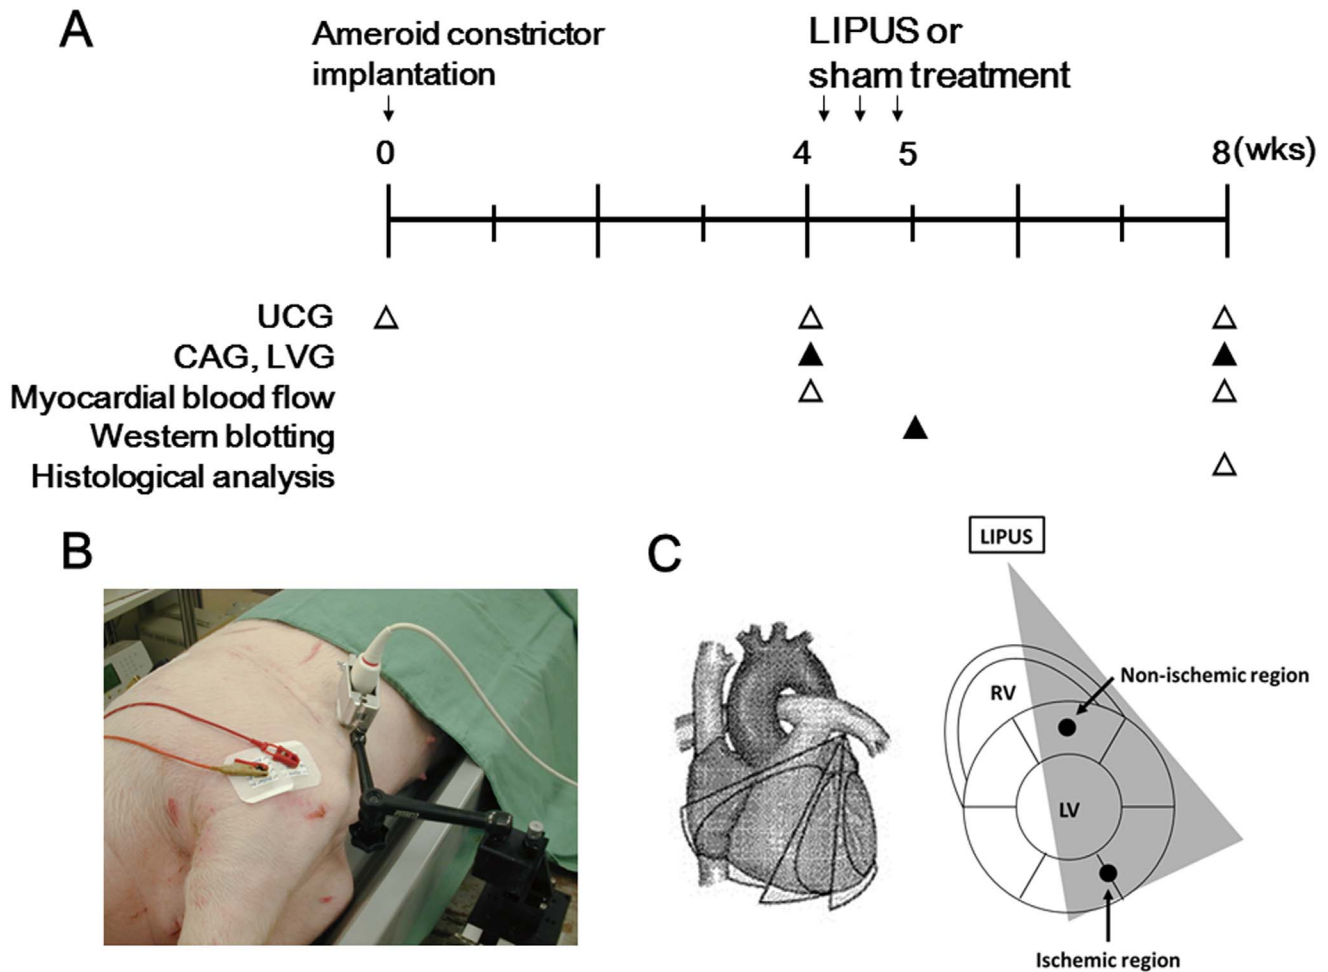 A
Ameroid constrictor
implantation
LIPUS or
sham treatment
0
4
5
8(wks)
UCG
CAG, LVG
Myocardial blood flow
Western blotting
Histological analysis
B
C
LIPUS
Non-ischemic region
RV
LV
Ischemic region